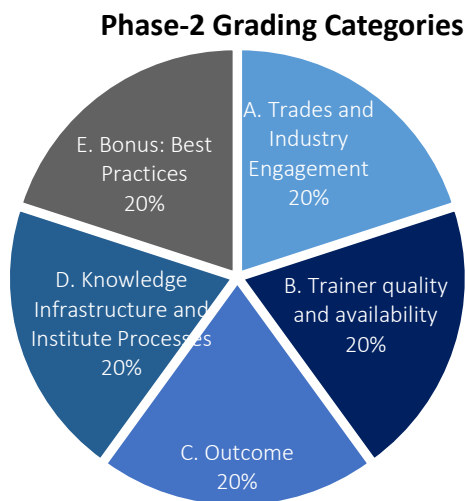 Phase-2 Grading Categories
A. Trades and
Industry
Engagement
20%
B. Trainer quality
and availability
20%
C. Outcome
20%
D. Knowledge
Infrastructure and
Institute Processes
20%
E. Bonus: Best
Practices
20%